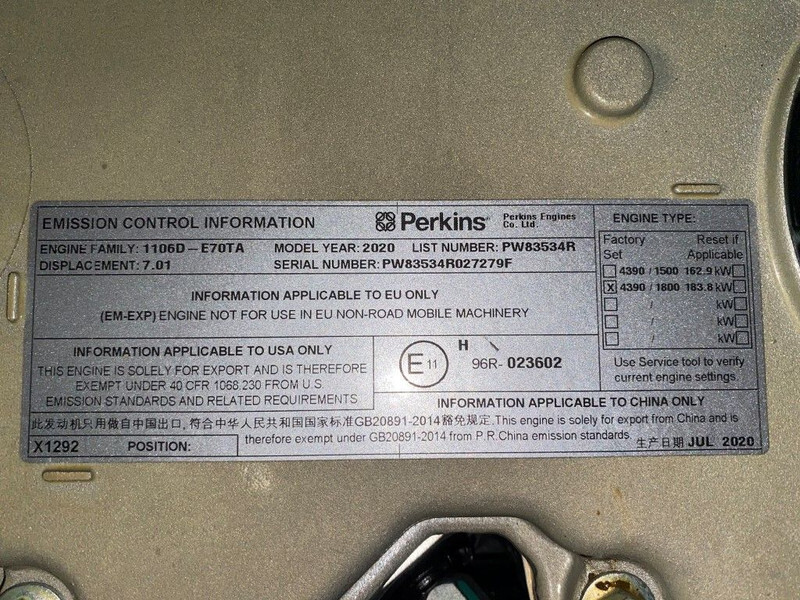 EMISSION CONTROL INFORMATION
Perkins
Perkins Engines
Co. Ltd.
ENGINE FAMILY: 1106D-E70TA MODEL YEAR: 2020 LIST NUMBER: PW83534R
DISPLACEMENT: 7.01 SERIAL NUMBER: PW83534R027279F
INFORMATION APPLICABLE TO EU ONLY
(EM-EXP) ENGINE NOT FOR USE IN EU NON-ROAD MOBILE MACHINERY
INFORMATION APPLICABLE TO USA ONLY
THIS ENGINE IS SOLELY FOR EXPORT AND IS THEREFORE
EXEMPT UNDER 40 CFR 1068.230 FROM U.S.
EMISSION STANDARDS AND RELATED REQUIREMENTS
E11
H
96R- 023602
ENGINE TYPE:
Factory Reset if
Set Applicable
4390 / 1500 162.9 kW
X 4390 / 1800 183.8 kW
/ kW
/ kW
/ kW
Use Service tool to verify
current engine settings.
INFORMATION APPLICABLE TO CHINA ONLY
此发动机只用做自中国出口, 符合中华人民共和国国家标准GB20891-2014豁免规定. This engine is solely for export from China and is
therefore exempt under GB20891-2014 from P.R.China emission standards
生产日期 JUL 2020
X1292 POSITION: